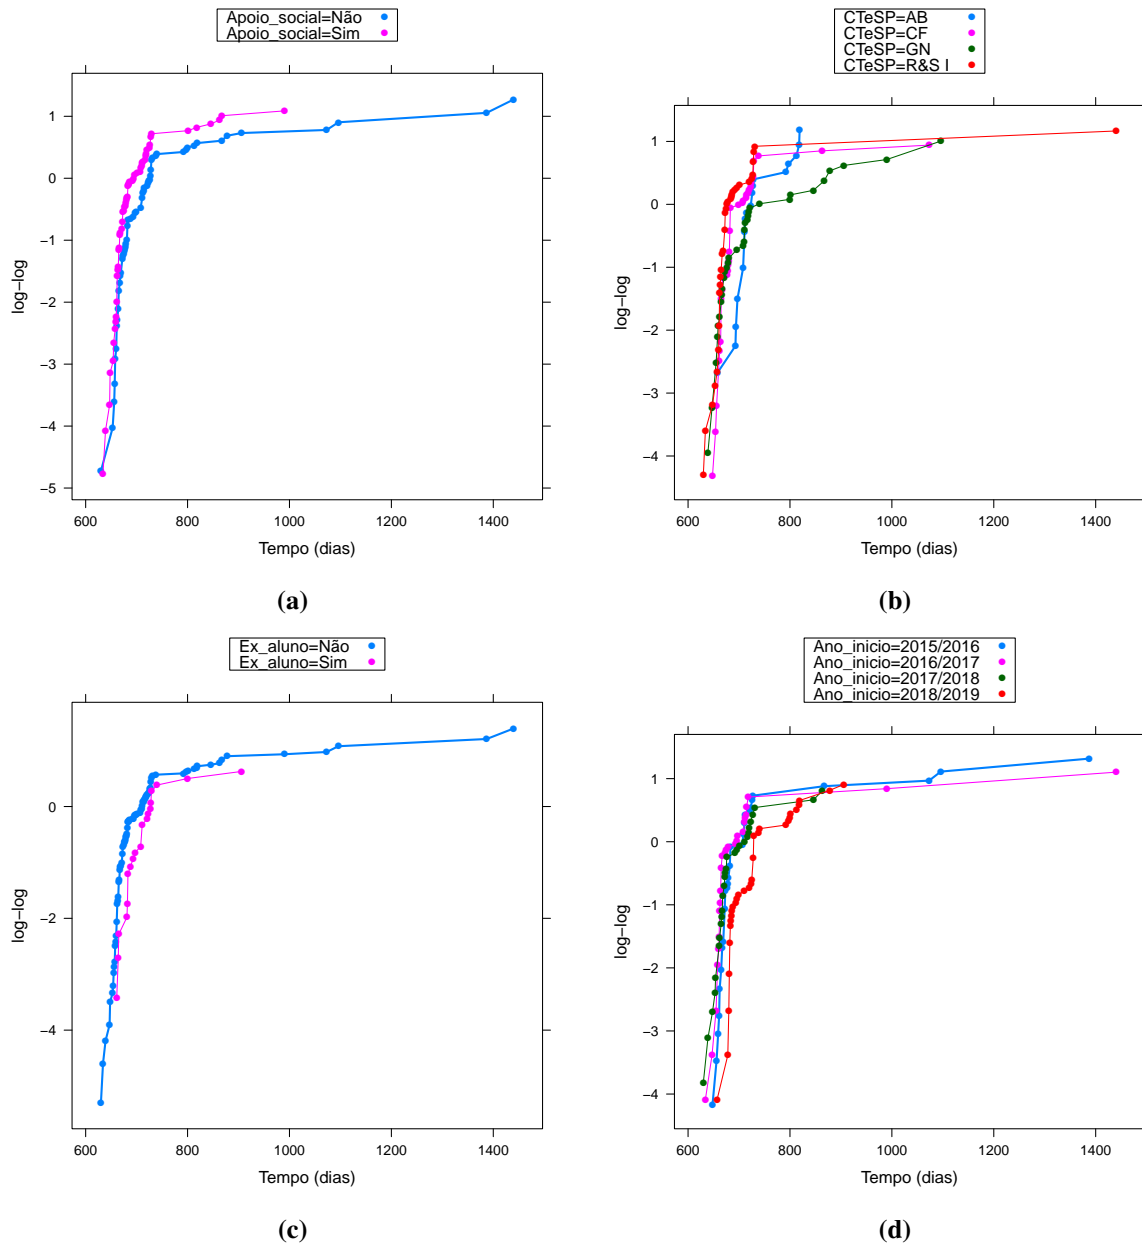 Apoio_social=Não
Apoio_social=Sim
600 800 1000 1200 1400
1
0
−1
−2
−3
−4
−5
log−log
Tempo (dias)
(a)
CTeSP=AB
CTeSP=CF
CTeSP=GN
CTeSP=R&S I
1
0
−1
−2
−3
−4
log−log
600 800 1000 1200 1400
Tempo (dias)
(b)
Ex_aluno=Não
Ex_aluno=Sim
0
−2
−4
log−log
600 800 1000 1200 1400
Tempo (dias)
(c)
Ano_inicio=2015/2016
Ano_inicio=2016/2017
Ano_inicio=2017/2018
Ano_inicio=2018/2019
1
0
−1
−2
−3
−4
log−log
600 800 1000 1200 1400
Tempo (dias)
(d)